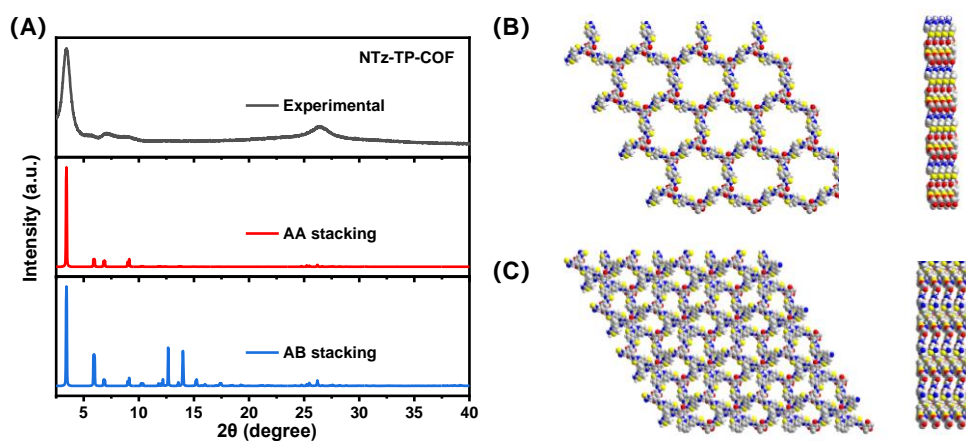 (A)
NTz-TP-COF
Experimental
AA stacking
AB stacking
Intensity (a.u.)
5 10 15 20 25 30 35 40
2θ (degree)
(B)
(C)